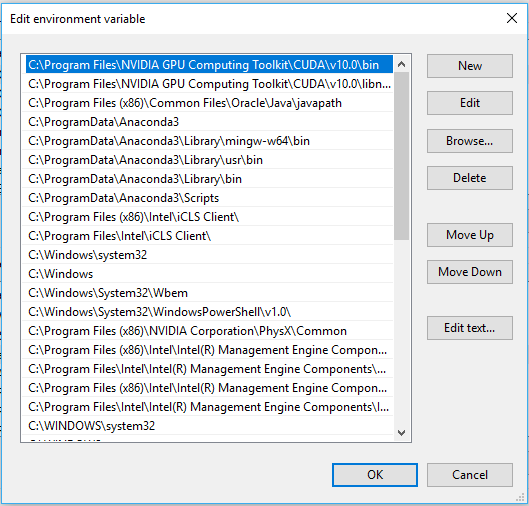 Edit environment variable
C:\Program Files\NVIDIA GPU Computing Toolkit\CUDA\v10.0\bin
C:\Program Files\NVIDIA GPU Computing Toolkit\CUDA\v10.0\libn...
C:\Program Files (x86)\Common Files\Oracle\Java\javapath
C:\ProgramData\Anaconda3
C:\ProgramData\Anaconda3\Library\mingw-w64\bin
C:\ProgramData\Anaconda3\Library\usr\bin
C:\ProgramData\Anaconda3\Library\bin
C:\ProgramData\Anaconda3\Scripts
C:\Program Files (x86)\Intel\iCLS Client\
C:\Program Files\Intel\iCLS Client\
C:\Windows\system32
C:\Windows
C:\Windows\System32\Wbem
C:\Windows\System32\WindowsPowerShell\v1.0\
C:\Program Files (x86)\NVIDIA Corporation\PhysX\Common
C:\Program Files (x86)\Intel\Intel(R) Management Engine Compon...
C:\Program Files\Intel\Intel(R) Management Engine Components\...
C:\Program Files (x86)\Intel\Intel(R) Management Engine Compon...
C:\Program Files\Intel\Intel(R) Management Engine Components\I...
C:\WINDOWS\system32
New
Edit
Browse...
Delete
Move Up
Move Down
Edit text...
OK
Cancel